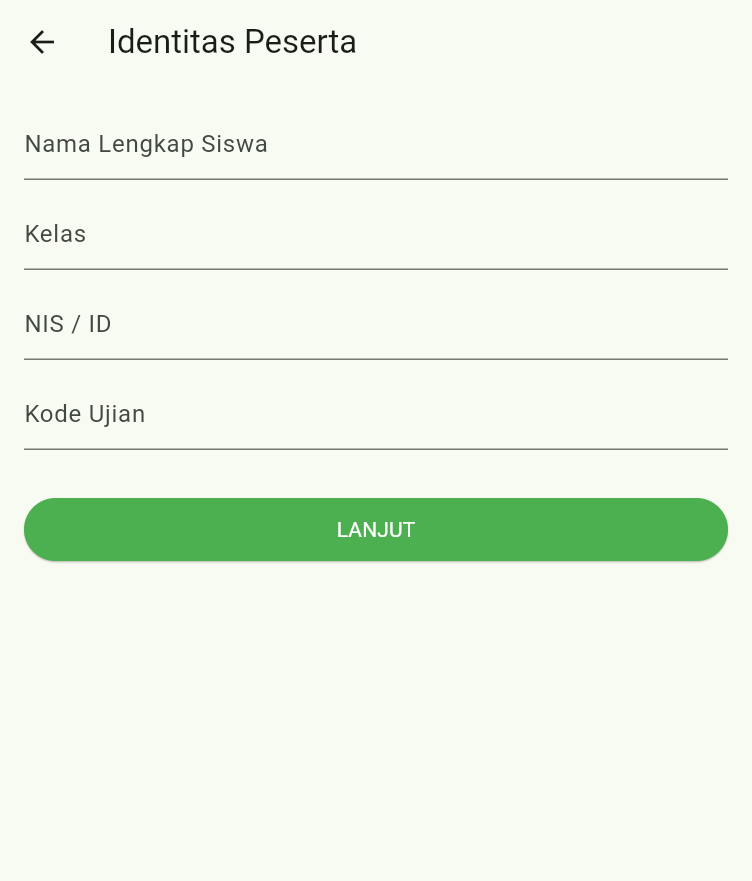 Identitas Peserta
Nama Lengkap Siswa
Kelas
NIS / ID
Kode Ujian
LANJUT